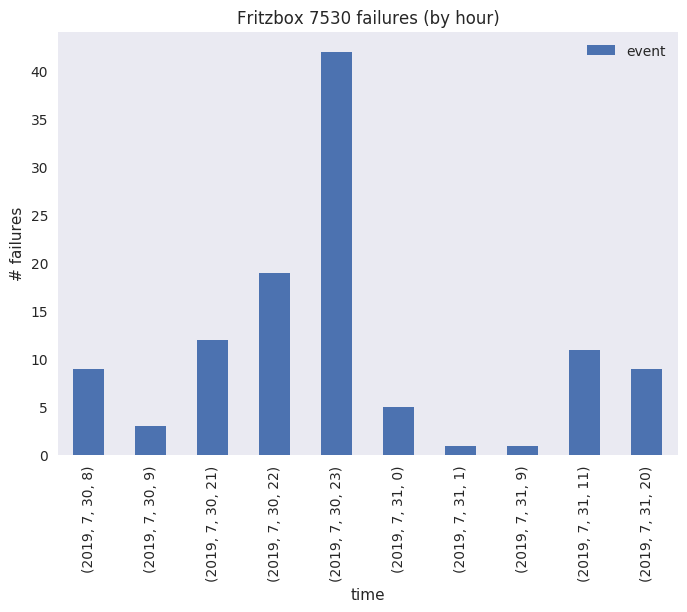 Fritzbox 7530 failures (by hour)
event
# failures
40
35
30
25
20
15
10
5
0
(2019, 7, 30, 8)
(2019, 7, 30, 9)
(2019, 7, 30, 21)
(2019, 7, 30, 22)
(2019, 7, 30, 23)
(2019, 7, 31, 0)
(2019, 7, 31, 1)
(2019, 7, 31, 9)
(2019, 7, 31, 11)
(2019, 7, 31, 20)
time